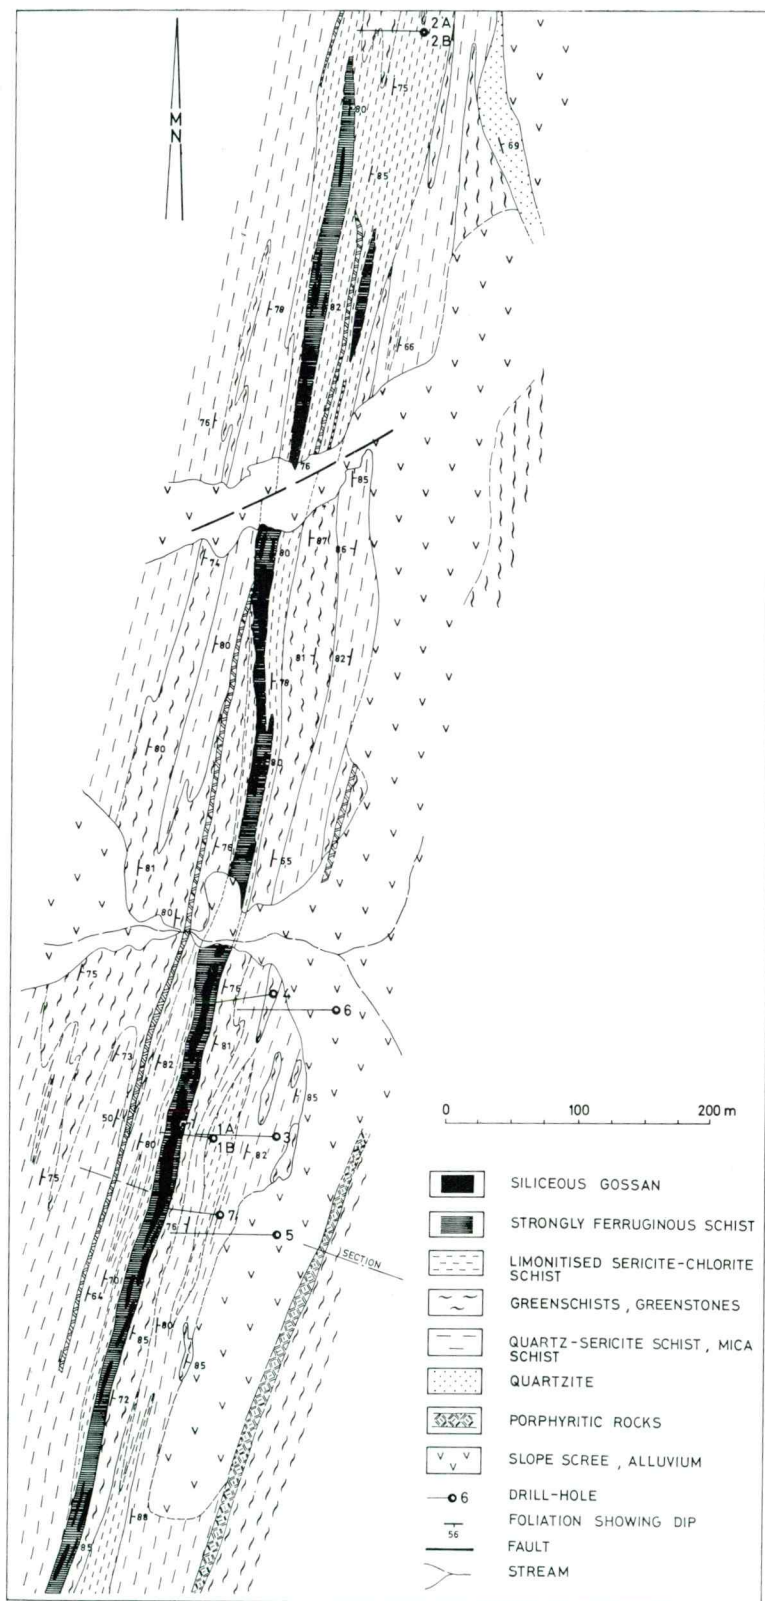 2A
2B
75
80
69
85
MN
82
78
66
76
76
85
87
86
80
74
80
81
82
78
80
80
76
65
81
80
75
76
4
6
81
73
82
85
50
1A
3
80
1B
82
75
7
76
5
SECTION
70
64
80
85
85
72
88
85
0 100 200 m
SILICEOUS GOSSAN
STRONGLY FERRUGINOUS SCHIST
LIMONITISED SERICITE-CHLORITE
SCHIST
GREENSCHISTS, GREENSTONES
QUARTZ-SERICITE SCHIST, MICA
SCHIST
QUARTZITE
PORPHYRITIC ROCKS
SLOPE SCREE, ALLUVIUM
6 DRILL-HOLE
56 FOLIATION SHOWING DIP
FAULT
STREAM